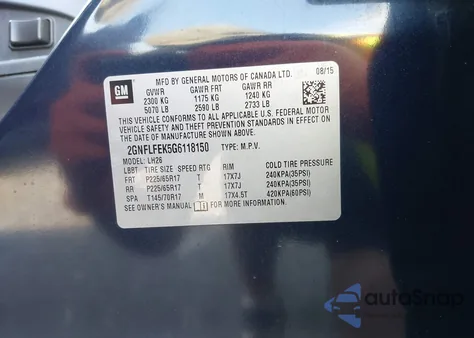 GM
MFD BY GENERAL MOTORS OF CANADA LTD. 08/15
GVWR GAWR FRT GAWR RR
2300 KG 1175 KG 1240 KG
5070 LB 2590 LB 2733 LB
THIS VEHICLE CONFORMS TO ALL APPLICABLE U.S. FEDERAL MOTOR
VEHICLE SAFETY, BUMPER, AND THEFT PREVENTION STANDARDS
IN EFFECT ON THE DATE OF
MANUFACTURE SHOWN ABOVE.
2GNFLFEK5G6118150 TYPE: M.P.V.
MODEL: LH26
LBBT TIRE SIZE SPEED RTG RIM COLD TIRE PRESSURE
FRT P225/65R17 T 17X7J 240KPA(35PSI)
RR P225/65R17 T 17X7J 240KPA(35PSI)
SPA T145/70R17 M 17X4.5T 420KPA(60PSI)
SEE OWNER'S MANUAL FOR MORE INFORMATION.
autoSnap